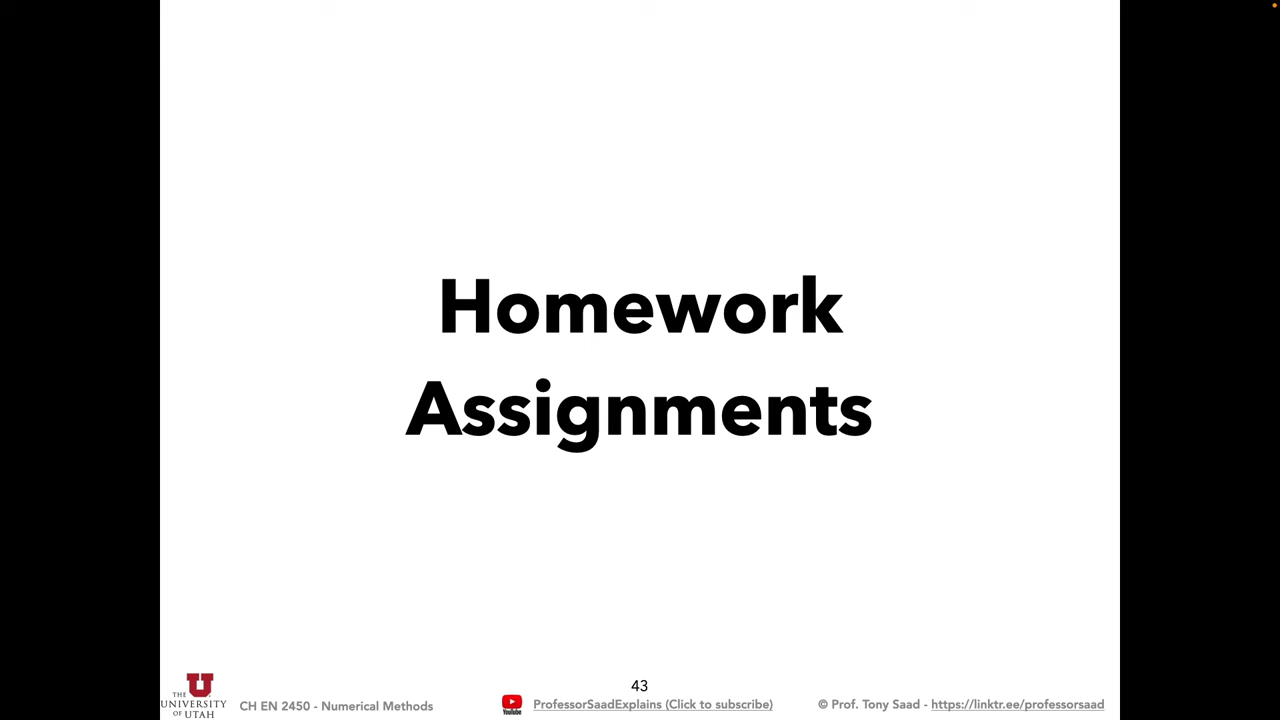 Homework
Assignments
43
THE
UNIVERSITY
OF UTAH
CH EN 2450 - Numerical Methods
YouTube
ProfessorSaadExplains (Click to subscribe)
© Prof. Tony Saad - https://linktr.ee/professorsaad